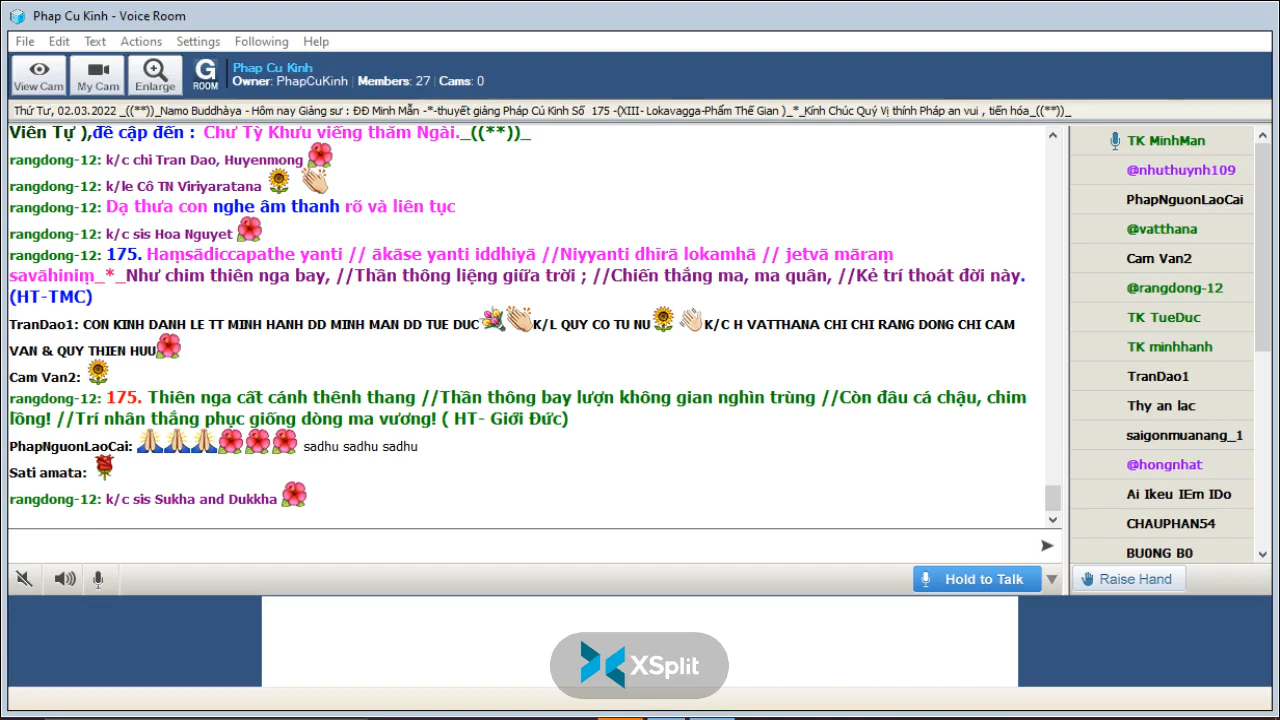 Phap Cu Kinh - Voice Room
File Edit Text Actions Settings Following Help
View Cam My Cam Enlarge G ROOM
Phap Cu Kinh
Owner: PhapCuKinh | Members: 27 | Cams: 0
Thứ Tư, 02.03.2022 _((**))_Namo Buddhàya - Hôm nay Giảng sư : ĐĐ Minh Mẫn -*-thuyết giảng Pháp Cú Kinh Số 175 -(XIII- Lokavagga-Phẩm Thế Gian )_*_Kính Chúc Quý Vị thính Pháp an vui , tiến hóa_((**))_
Viên Tự ),đề cập đến : Chư Tỳ Khưu viếng thăm Ngài._((**))_
rangdong-12: k/c chi Tran Dao, Huyenmong
rangdong-12: k/le Cô TN Viriyaratana
rangdong-12: Dạ thưa con nghe âm thanh rõ và liên tục
rangdong-12: k/c sis Hoa Nguyet
rangdong-12: 175. Haṃsādiccapathe yanti // ākāse yanti iddhiyā //Niyyanti dhīrā lokamhā // jetvā māraṃ
savāhiniṃ_*_Như chim thiên nga bay, //Thần thông liệng giữa trời ; //Chiến thắng ma, ma quân, //Kẻ trí thoát đời này.
(HT-TMC)
TranDao1: CON KINH DANH LE TT MINH HANH DD MINH MAN DD TUE DUC K/L QUY CO TU NU K/C H VATTHANA CHI CHI RANG DONG CHI CAM
VAN & QUY THIEN HUU
Cam Van2:
rangdong-12: 175. Thiên nga cất cánh thênh thang //Thần thông bay lượn không gian nghìn trùng //Còn đâu cá chậu, chim
lồng! //Trí nhân thắng phục giống dòng ma vương! ( HT- Giới Đức)
PhapNguonLaoCai: sadhu sadhu sadhu
Sati amata:
rangdong-12: k/c sis Sukha and Dukkha
TK MinhMan
@nhuthuynh109
PhapNguonLaoCai
@vatthana
Cam Van2
@rangdong-12
TK TueDuc
TK minhhanh
TranDao1
Thy an lac
saigonmuanang_1
@hongnhat
Ai Ikeu IEm IDo
CHAUPHAN54
BU0NG B0
Hold to Talk
Raise Hand
XSplit